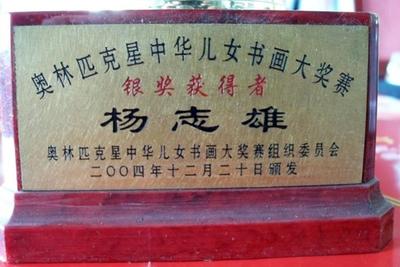 奥林匹克星中华儿女书画大奖赛
银奖获得者
杨志雄
奥林匹克星中华儿女书画大奖赛组织委员会
二〇〇四年十二月二十日颁发